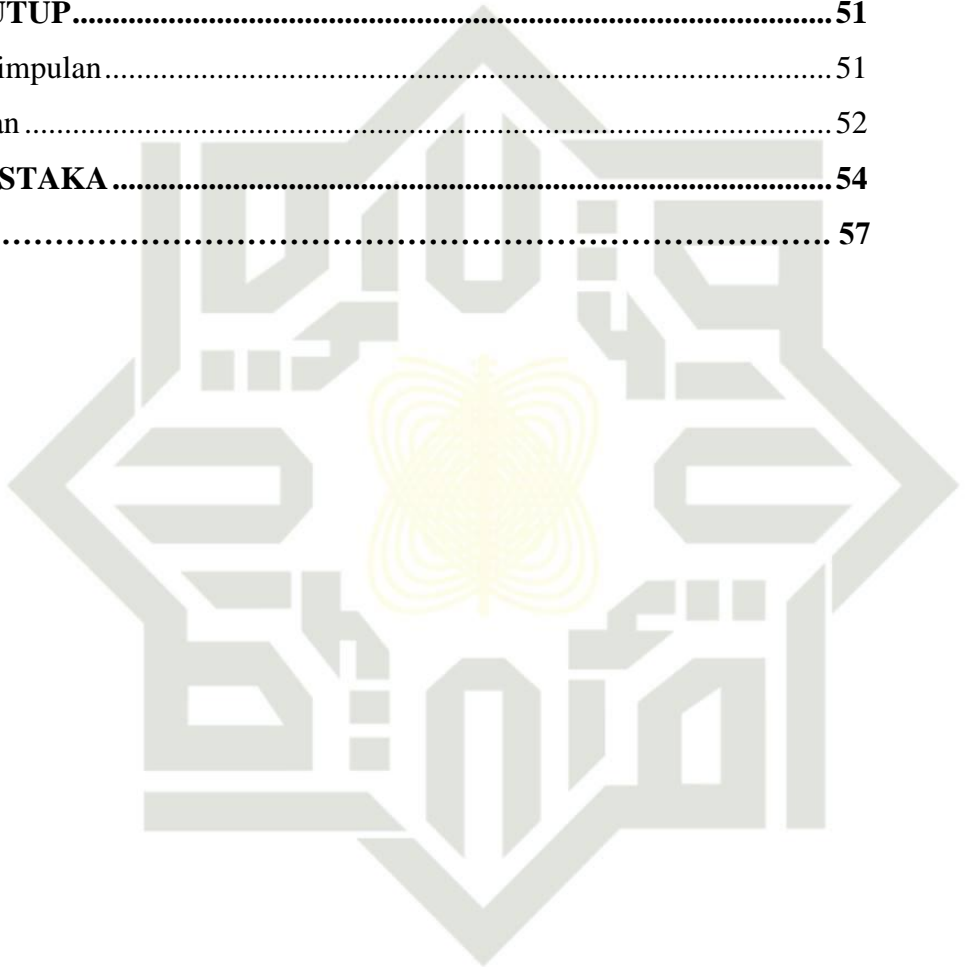 UTUP........................................................................................................ 51
impulan.................................................................................................... 51
an ............................................................................................................ 52
STAKA ................................................................................................... 54
…………………………………………………………………………… 57